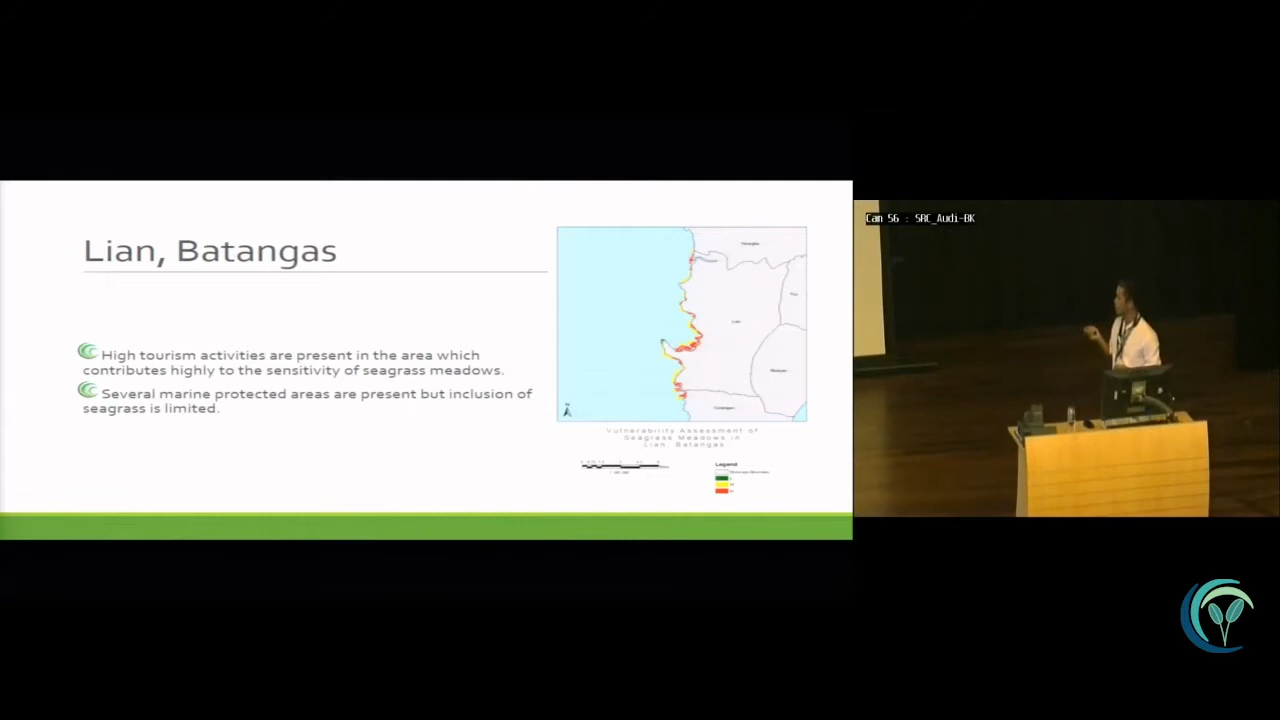 Lian, Batangas
High tourism activities are present in the area which
contributes highly to the sensitivity of seagrass meadows.
Several marine protected areas are present but inclusion of
seagrass is limited.
Lian
Vulnerability Assessment of
Seagrass Meadows in
Lian, Batangas
Legend
Cam 56 : SRC_Audi-BK